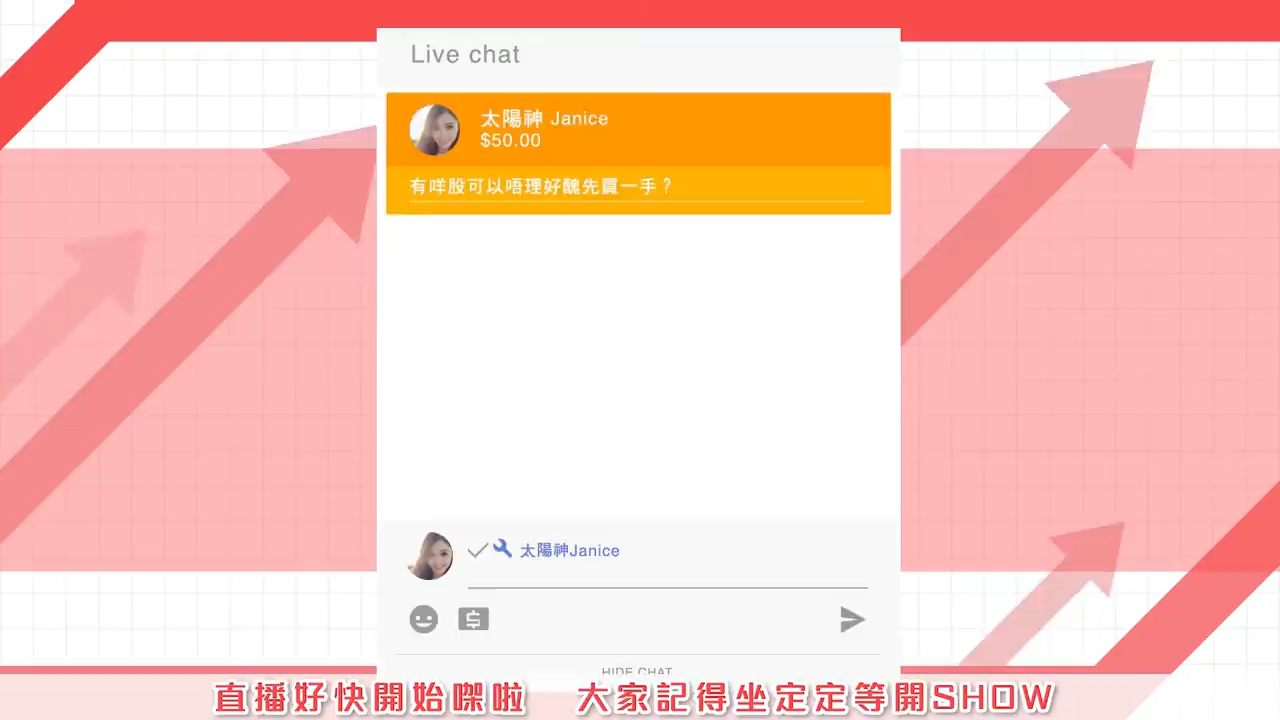 Live chat
太陽神 Janice
$50.00
有咩股可以唔理好醜先買一手？
太陽神Janice
HIDE CHAT
直播好快開始㗎啦 大家記得坐定定等開SHOW